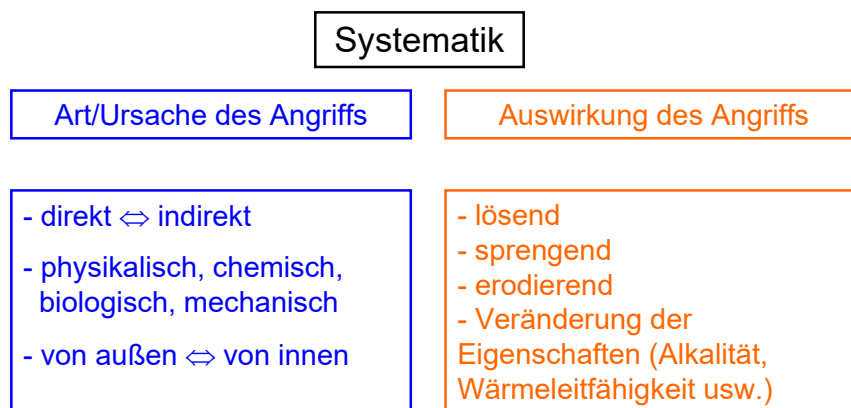 Systematik
Art/Ursache des Angriffs
Auswirkung des Angriffs
- direkt ⇔ indirekt
- physikalisch, chemisch,
biologisch, mechanisch
- von außen ⇔ von innen
- lösend
- sprengend
- erodierend
- Veränderung der
Eigenschaften (Alkalität,
Wärmeleitfähigkeit usw.)